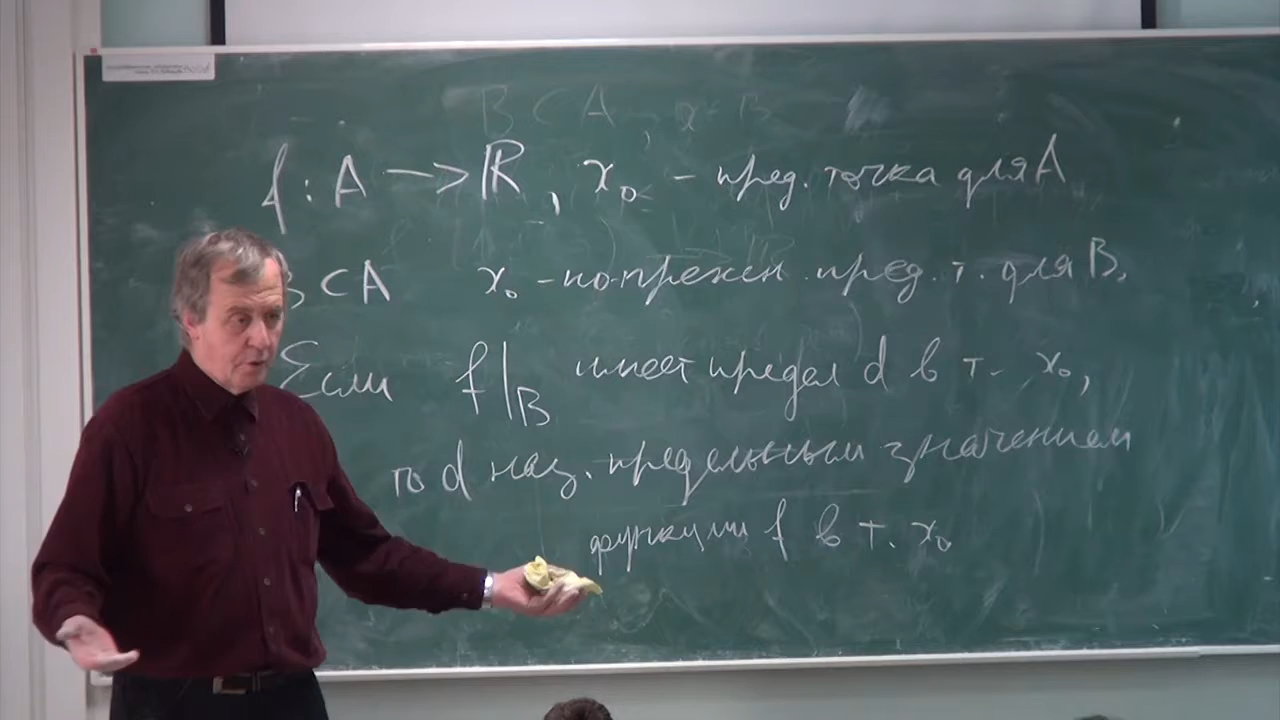 f : A → ℝ, x₀ – пред. точка для A
B ⊂ A x₀ – по-прежн. пред. т. для B,
Если f|_B имеет предел d в т. x₀,
то d наз. предельным значением
функции f в т. x₀